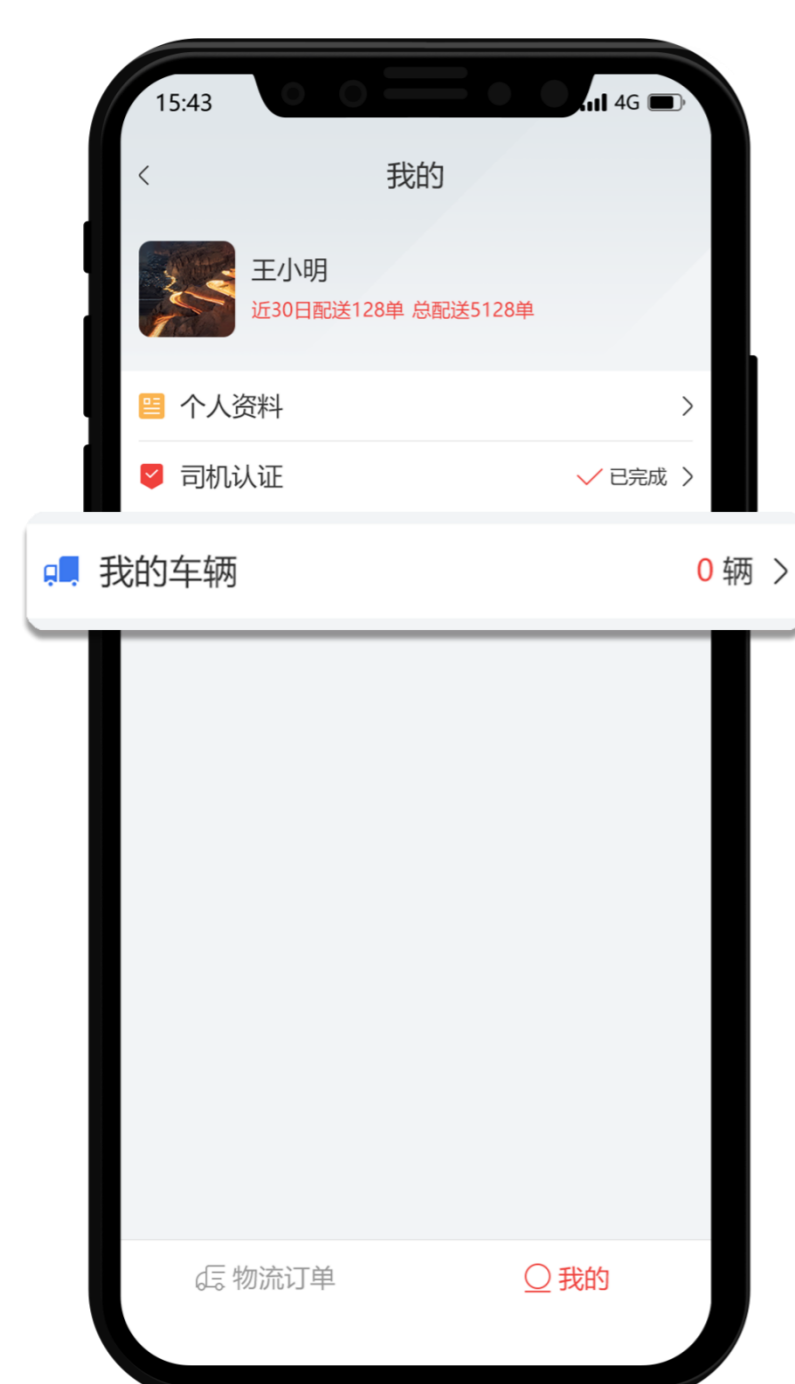 15:43 4G
我的
王小明
近30日配送128单 总配送5128单
个人资料
司机认证 已完成
我的车辆 0 辆
物流订单 我的